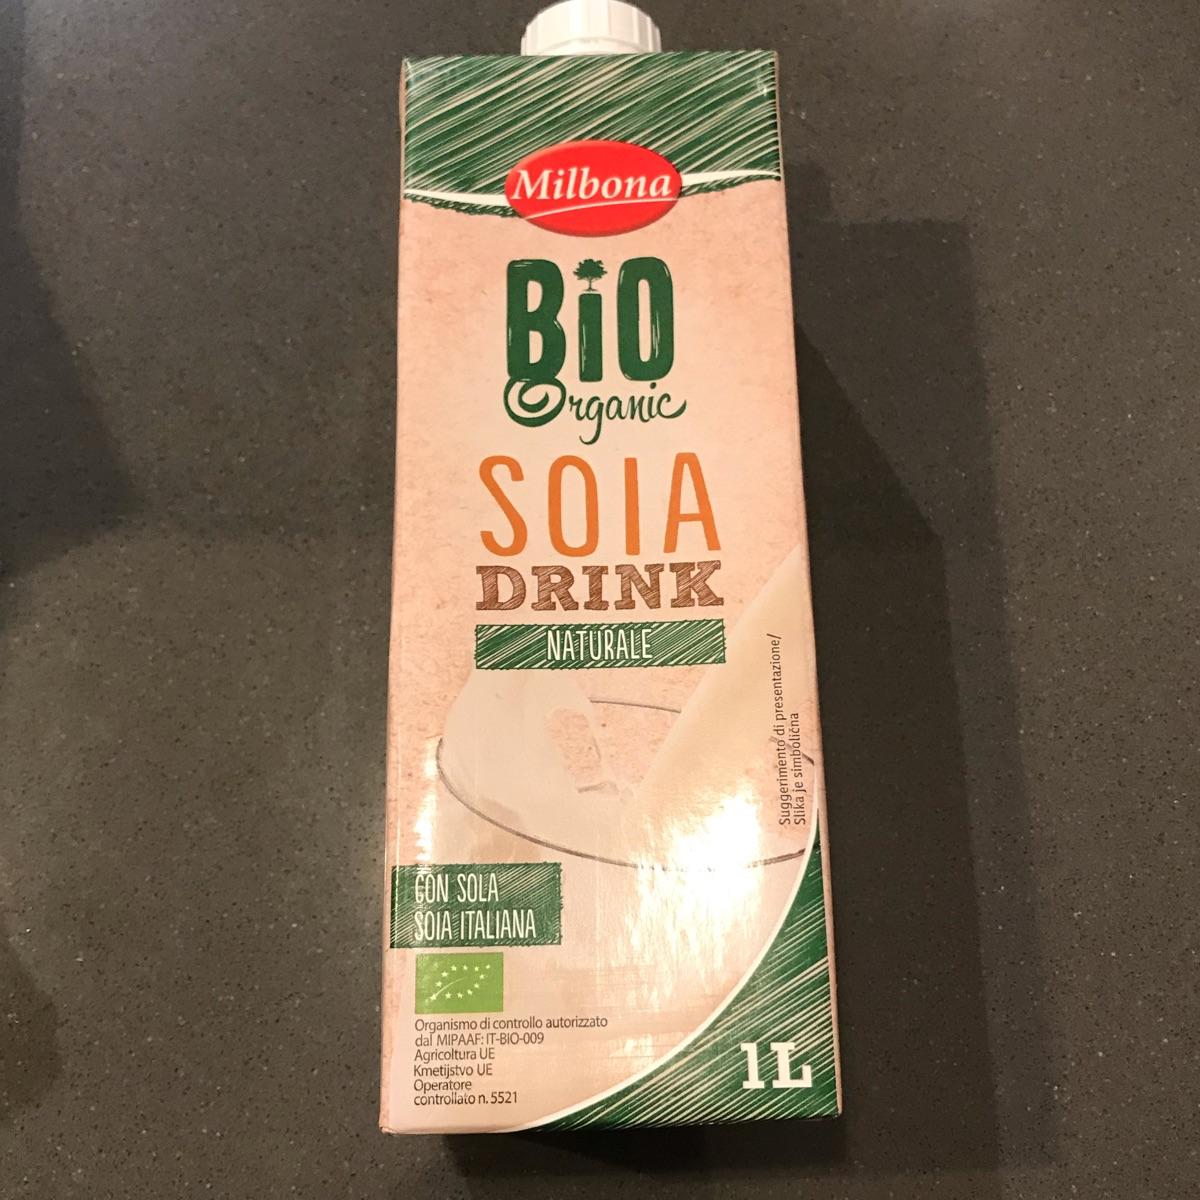 Milbona
BiO
Organic
SOIA
DRINK
NATURALE
Suggerimento di presentazione/
Slika je simbolična
CON SOLA
SOIA ITALIANA
Organismo di controllo autorizzato
dal MIPAAF: IT-BIO-009
Agricoltura UE
Kmetijstvo UE
Operatore
controllato n. 5521
1L